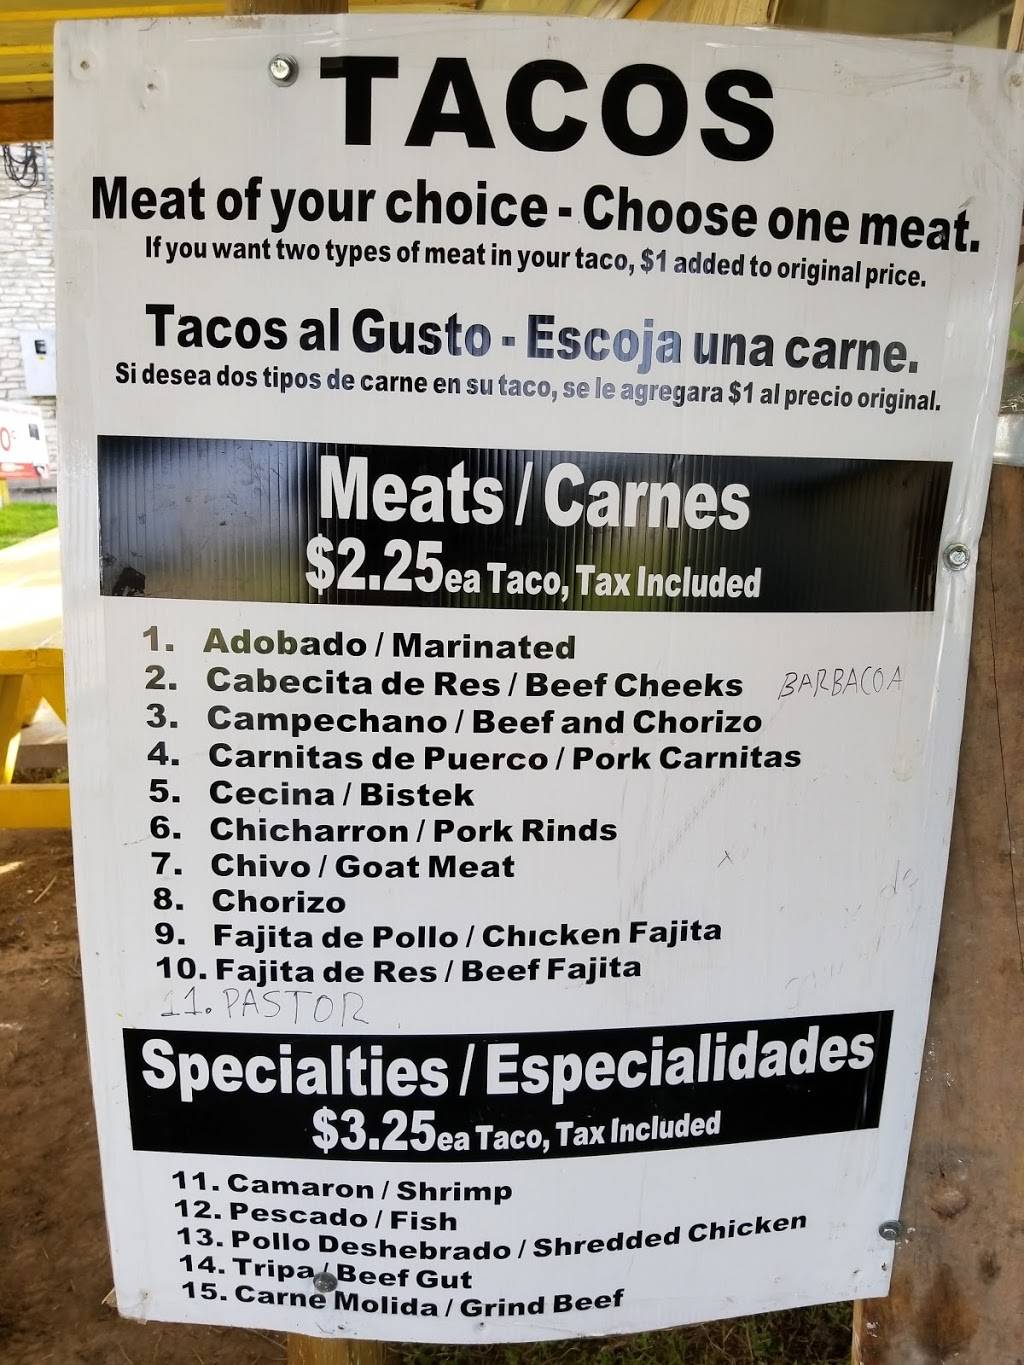 TACOS
Meat of your choice - Choose one meat.
If you want two types of meat in your taco, $1 added to original price.
Tacos al Gusto - Escoja una carne.
Si desea dos tipos de carne en su taco, se le agregara $1 al precio original.
Meats / Carnes
$2.25ea Taco, Tax Included
1. Adobado / Marinated
2. Cabecita de Res / Beef Cheeks BARBACOA
3. Campechano / Beef and Chorizo
4. Carnitas de Puerco / Pork Carnitas
5. Cecina / Bistek
6. Chicharron / Pork Rinds
7. Chivo / Goat Meat
8. Chorizo
9. Fajita de Pollo / Chicken Fajita
10. Fajita de Res / Beef Fajita
11. PASTOR
Specialties / Especialidades
$3.25ea Taco, Tax Included
11. Camaron / Shrimp
12. Pescado / Fish
13. Pollo Deshebrado / Shredded Chicken
14. Tripa / Beef Gut
15. Carne Molida / Grind Beef